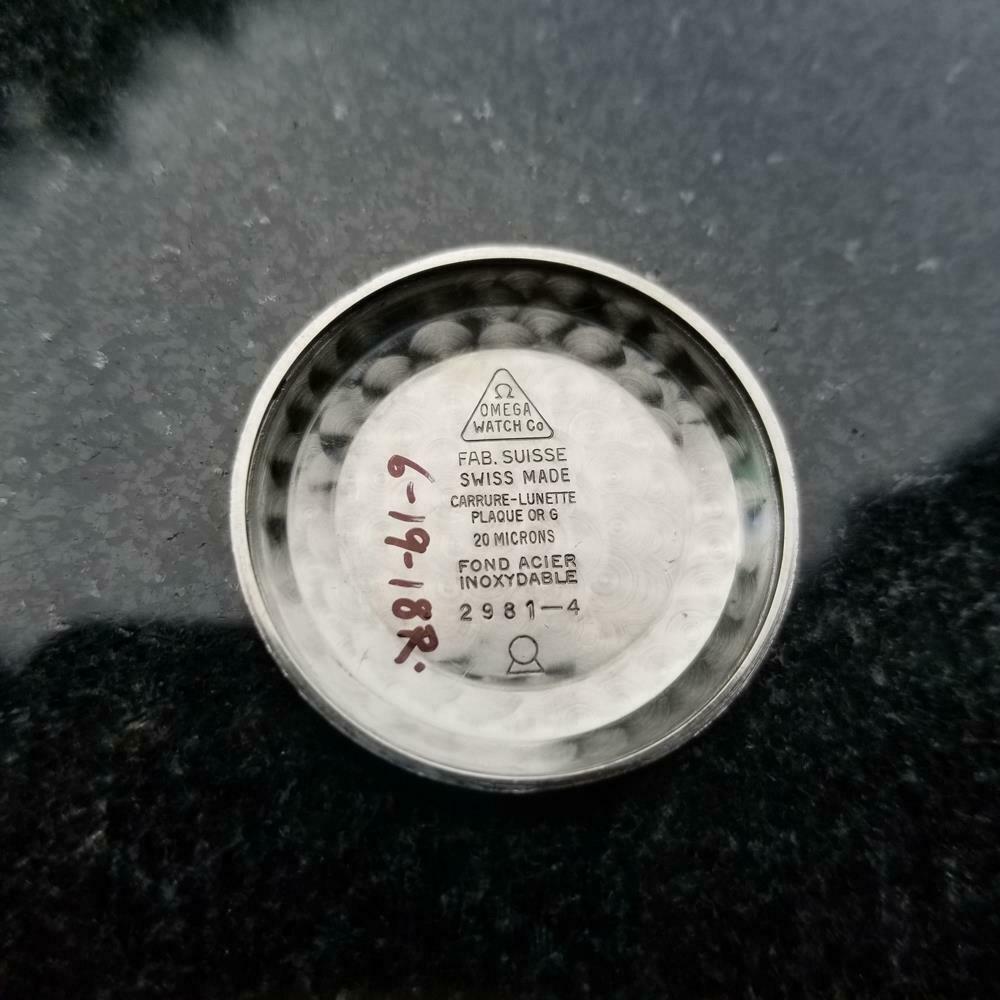 Ω
OMEGA
WATCH Co
FAB. SUISSE
SWISS MADE
CARRURE-LUNETTE
PLAQUE OR G
20 MICRONS
FOND ACIER
INOXYDABLE
2981-4
6-19-18R.